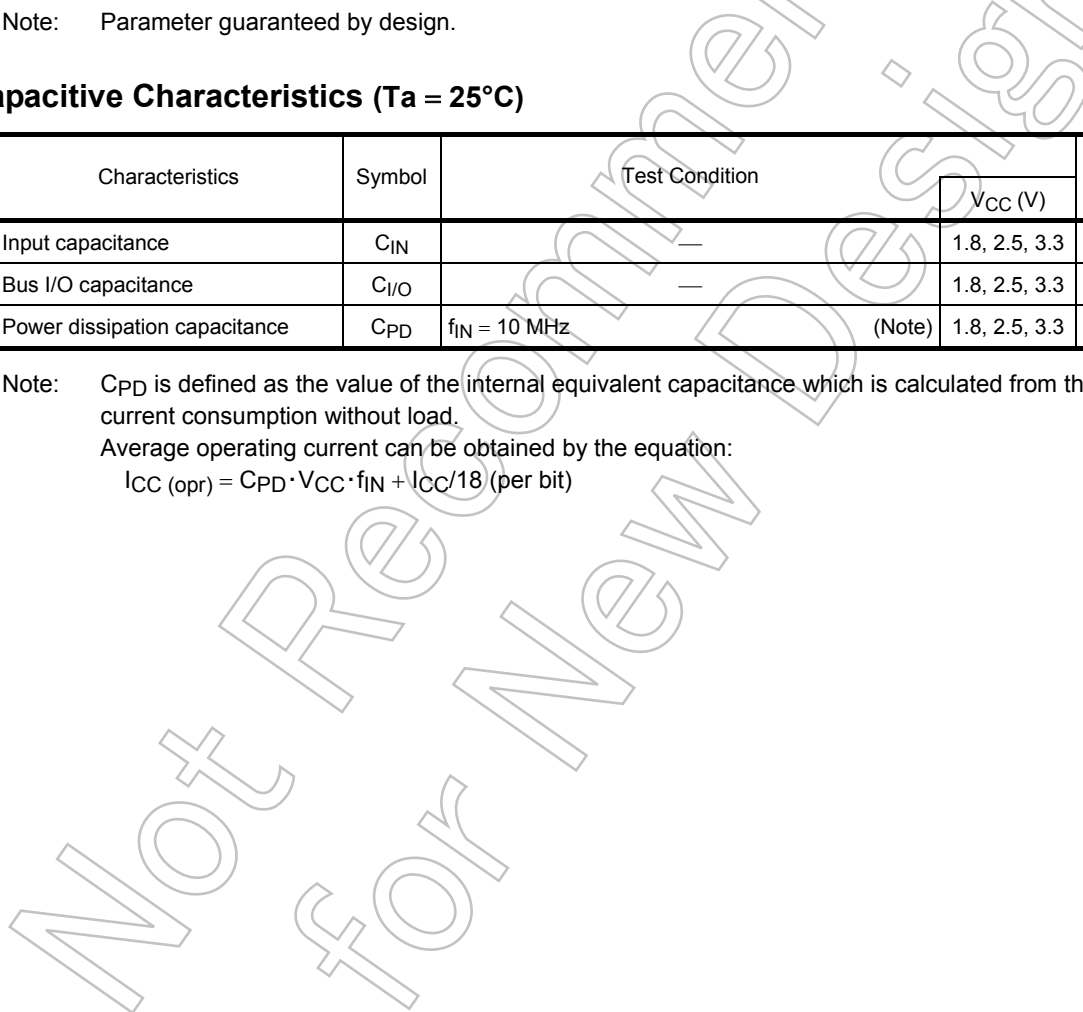 Note: Parameter guaranteed by design.
apacitive Characteristics (Ta = 25°C)
Characteristics Symbol Test Condition
VCC (V)
Input capacitance CIN — 1.8, 2.5, 3.3
Bus I/O capacitance CI/O — 1.8, 2.5, 3.3
Power dissipation capacitance CPD fIN = 10 MHz (Note) 1.8, 2.5, 3.3
Note: CPD is defined as the value of the internal equivalent capacitance which is calculated from th
current consumption without load.
Average operating current can be obtained by the equation:
ICC (opr) = CPD·VCC·fIN + ICC/18 (per bit)
Not Recomme
for New Desig